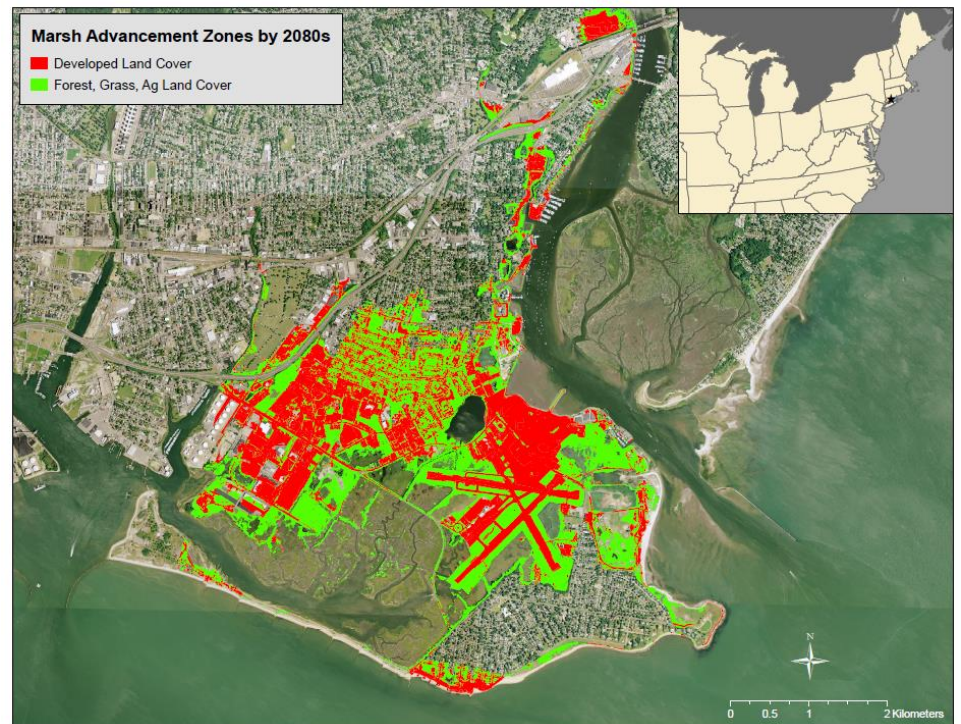 Marsh Advancement Zones by 2080s
Developed Land Cover
Forest, Grass, Ag Land Cover
N
0 0.5 1 2 Kilometers